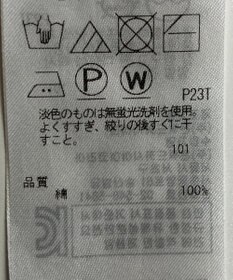 P W P23T
淡色のものは無蛍光洗剤を使用
よくすすぎ、絞りの後すぐに干
すこと。
101
品質
綿 100%